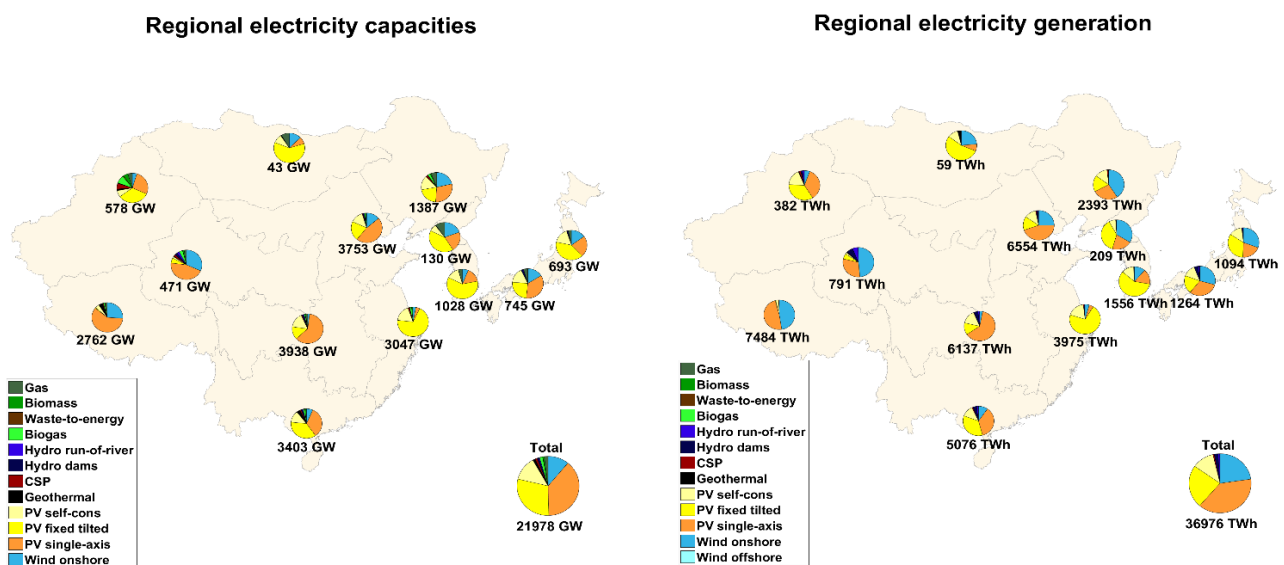 Regional electricity capacities
43 GW
578 GW
1387 GW
3753 GW
130 GW
693 GW
471 GW
1028 GW
745 GW
2762 GW
3938 GW
3047 GW
3403 GW
Gas
Biomass
Waste-to-energy
Biogas
Hydro run-of-river
Hydro dams
CSP
Geothermal
PV self-cons
PV fixed tilted
PV single-axis
Wind onshore
Total
21978 GW
Regional electricity generation
59 TWh
382 TWh
2393 TWh
6554 TWh
209 TWh
1094 TWh
791 TWh
1556 TWh
1264 TWh
7484 TWh
6137 TWh
3975 TWh
5076 TWh
Gas
Biomass
Waste-to-energy
Biogas
Hydro run-of-river
Hydro dams
CSP
Geothermal
PV self-cons
PV fixed tilted
PV single-axis
Wind onshore
Wind offshore
Total
36976 TWh